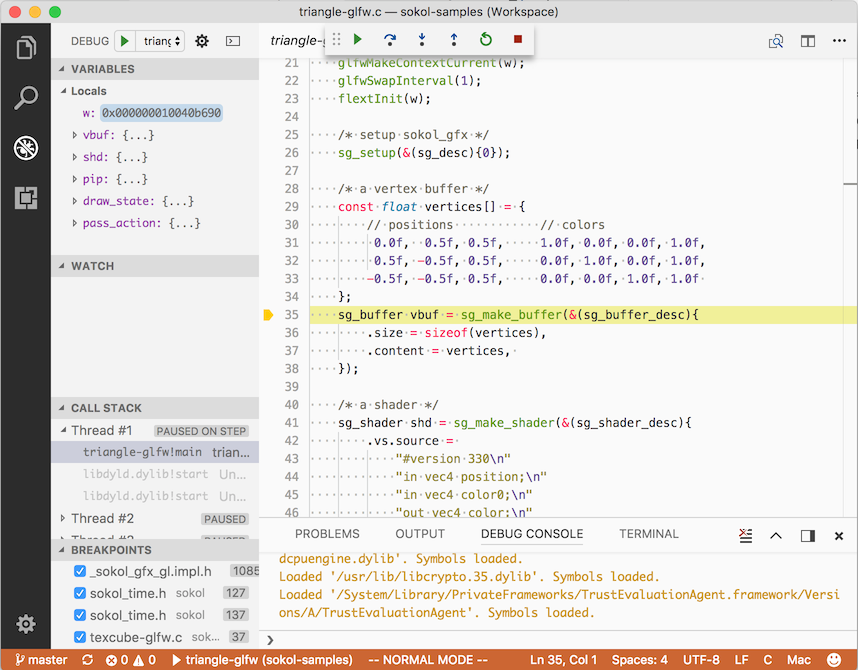 triangle-glfw.c — sokol-samples (Workspace)
DEBUG
triang
triangle-g
VARIABLES
Locals
w: 0x000000010040b690
vbuf: {...}
shd: {...}
pip: {...}
draw_state: {...}
pass_action: {...}
WATCH
CALL STACK
Thread #1 PAUSED ON STEP
triangle-glfw!main trian...
libdyld.dylib!start Un...
libdyld.dylib!start Un...
Thread #2 PAUSED
Thread #3 PAUSED
BREAKPOINTS
_sokol_gfx_gl.impl.h 1085
sokol_time.h sokol 127
sokol_time.h sokol 137
texcube-glfw.c sok... 37
21 glfwMakeContextCurrent(w);
22 glfwSwapInterval(1);
23 flextInit(w);
24
25 /* setup sokol_gfx */
26 sg_setup(&(sg_desc){0});
27
28 /* a vertex buffer */
29 const float vertices[] = {
30 // positions // colors
31 0.0f, 0.5f, 0.5f, 1.0f, 0.0f, 0.0f, 1.0f,
32 0.5f, -0.5f, 0.5f, 0.0f, 1.0f, 0.0f, 1.0f,
33 -0.5f, -0.5f, 0.5f, 0.0f, 0.0f, 1.0f, 1.0f
34 };
35 sg_buffer vbuf = sg_make_buffer(&(sg_buffer_desc){
36 .size = sizeof(vertices),
37 .content = vertices,
38 });
39
40 /* a shader */
41 sg_shader shd = sg_make_shader(&(sg_shader_desc){
42 .vs.source =
43 "#version 330\n"
44 "in vec4 position;\n"
45 "in vec4 color0;\n"
46 "out vec4 color;\n"
PROBLEMS OUTPUT DEBUG CONSOLE TERMINAL
dcpuengine.dylib'. Symbols loaded.
Loaded '/usr/lib/libcrypto.35.dylib'. Symbols loaded.
Loaded '/System/Library/PrivateFrameworks/TrustEvaluationAgent.framework/Versi
ons/A/TrustEvaluationAgent'. Symbols loaded.
master 0 0 triangle-glfw (sokol-samples) -- NORMAL MODE -- Ln 35, Col 1 Spaces: 4 UTF-8 LF C Mac